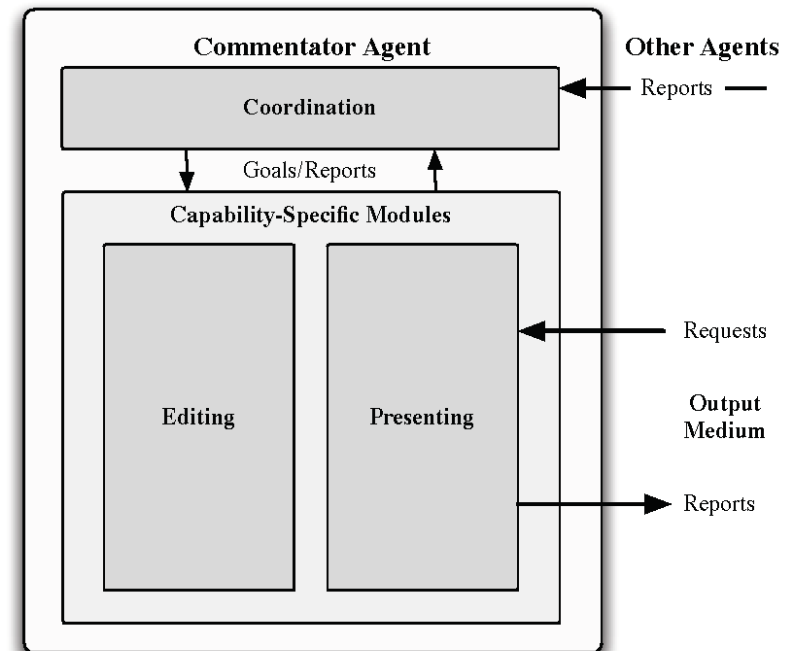 Commentator Agent
Other Agents
Reports
Coordination
Goals/Reports
Capability-Specific Modules
Editing
Presenting
Requests
Output
Medium
Reports